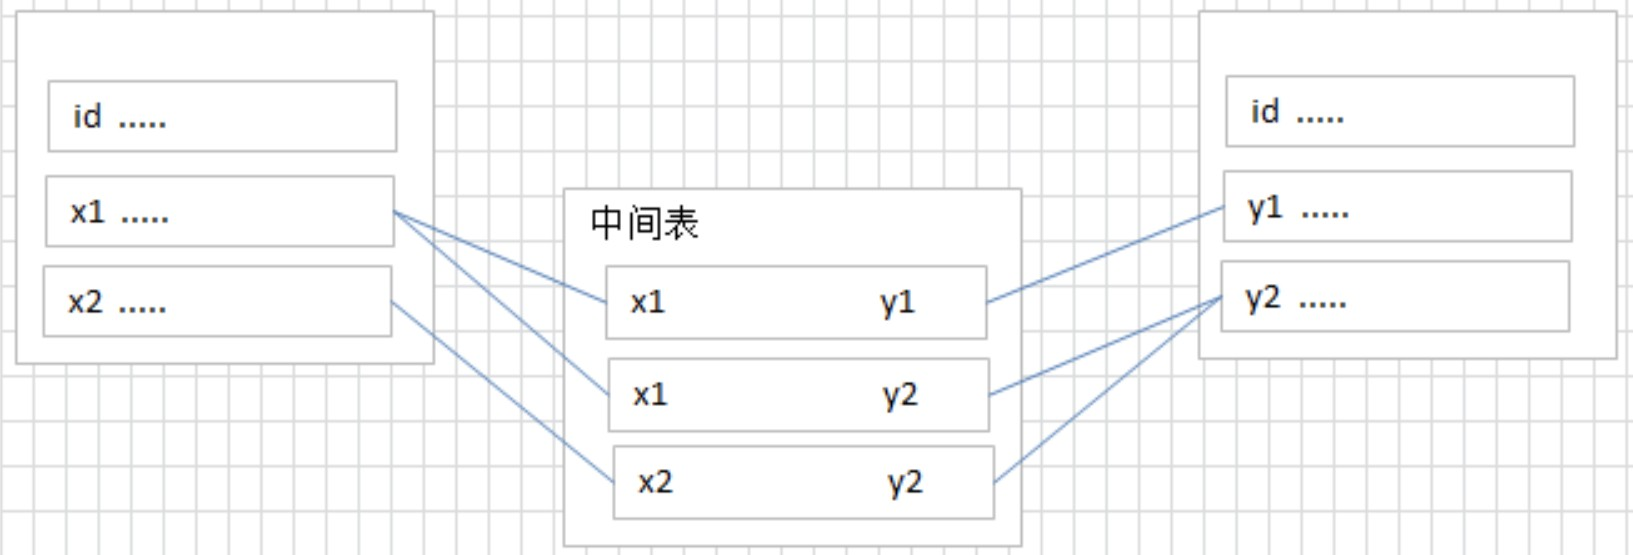 id .....
x1 .....
x2 .....
中间表
x1 y1
x1 y2
x2 y2
id .....
y1 .....
y2 .....